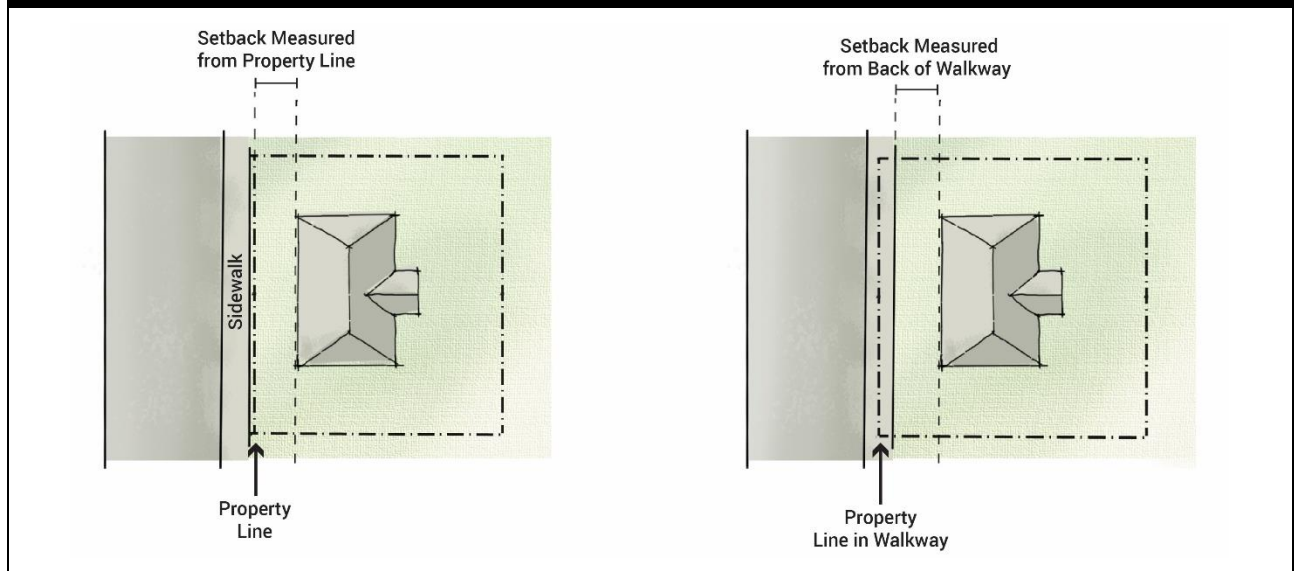 Setback Measured
from Property Line
Sidewalk
Property
Line
Setback Measured
from Back of Walkway
Property
Line in Walkway